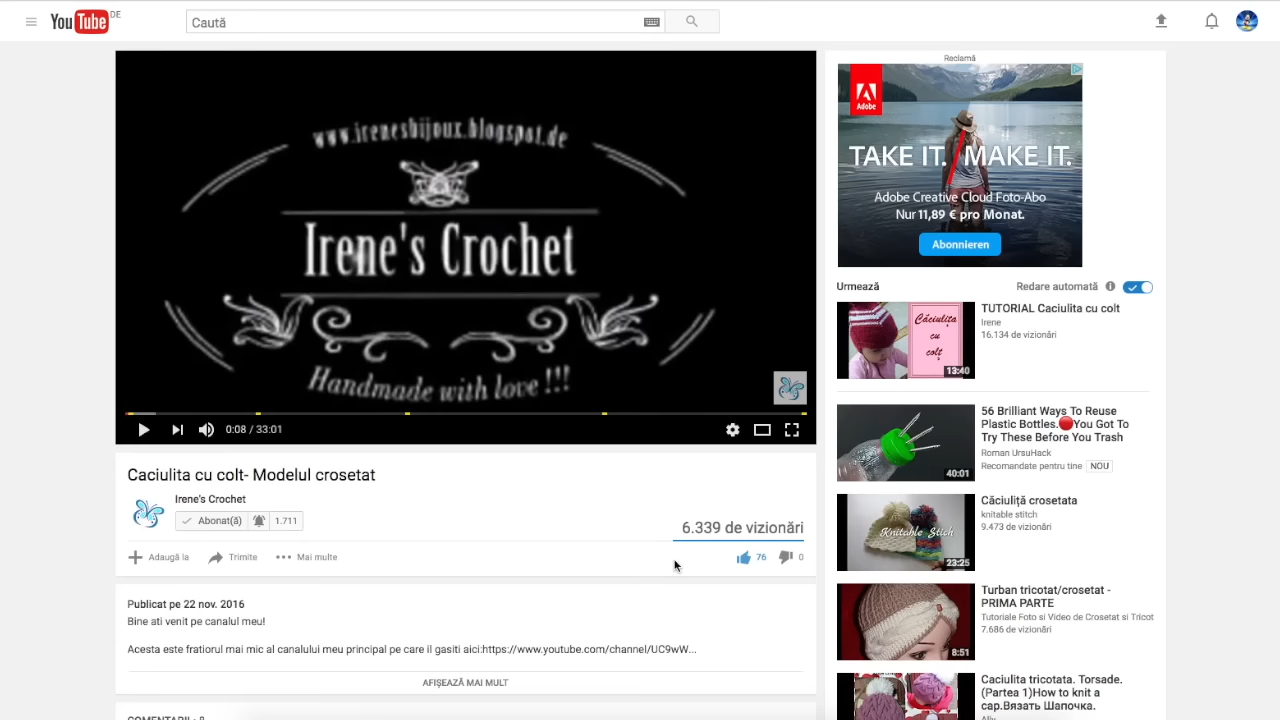 YouTube DE
Caută
www.irenesbijoux.blogspot.de
Irene's Crochet
Handmade with love !!!
0:08 / 33:01
Caciulita cu colt- Modelul crosetat
Irene's Crochet
Abonat(ă) 1.711
6.339 de vizionări
Adaugă la Trimite Mai multe
76 0
Publicat pe 22 nov. 2016
Bine ati venit pe canalul meu!
Acesta este fratiorul mai mic al canalului meu principal pe care il gasiti aici:https://www.youtube.com/channel/UC9wW...
AFIȘEAZĂ MAI MULT
Reclamă
Adobe
TAKE IT. MAKE IT.
Adobe Creative Cloud Foto-Abo
Nur 11,89 € pro Monat.
Abonnieren
Urmează
Redare automată
Căciulița
cu
colț
13:40
TUTORIAL Caciulita cu colt
Irene
16.134 de vizionări
40:01
56 Brilliant Ways To Reuse
Plastic Bottles.🔴You Got To
Try These Before You Trash
Roman UrsuHack
Recomandate pentru tine NOU
Knitable Stich
23:25
Căciuliță crosetata
knitable stitch
9.473 de vizionări
8:51
Turban tricotat/crosetat -
PRIMA PARTE
Tutoriale Foto si Video de Crosetat si Tricot
7.686 de vizionări
Caciulita tricotata. Torsade.
(Partea 1)How to knit a
cap.Вязать Шапочка.